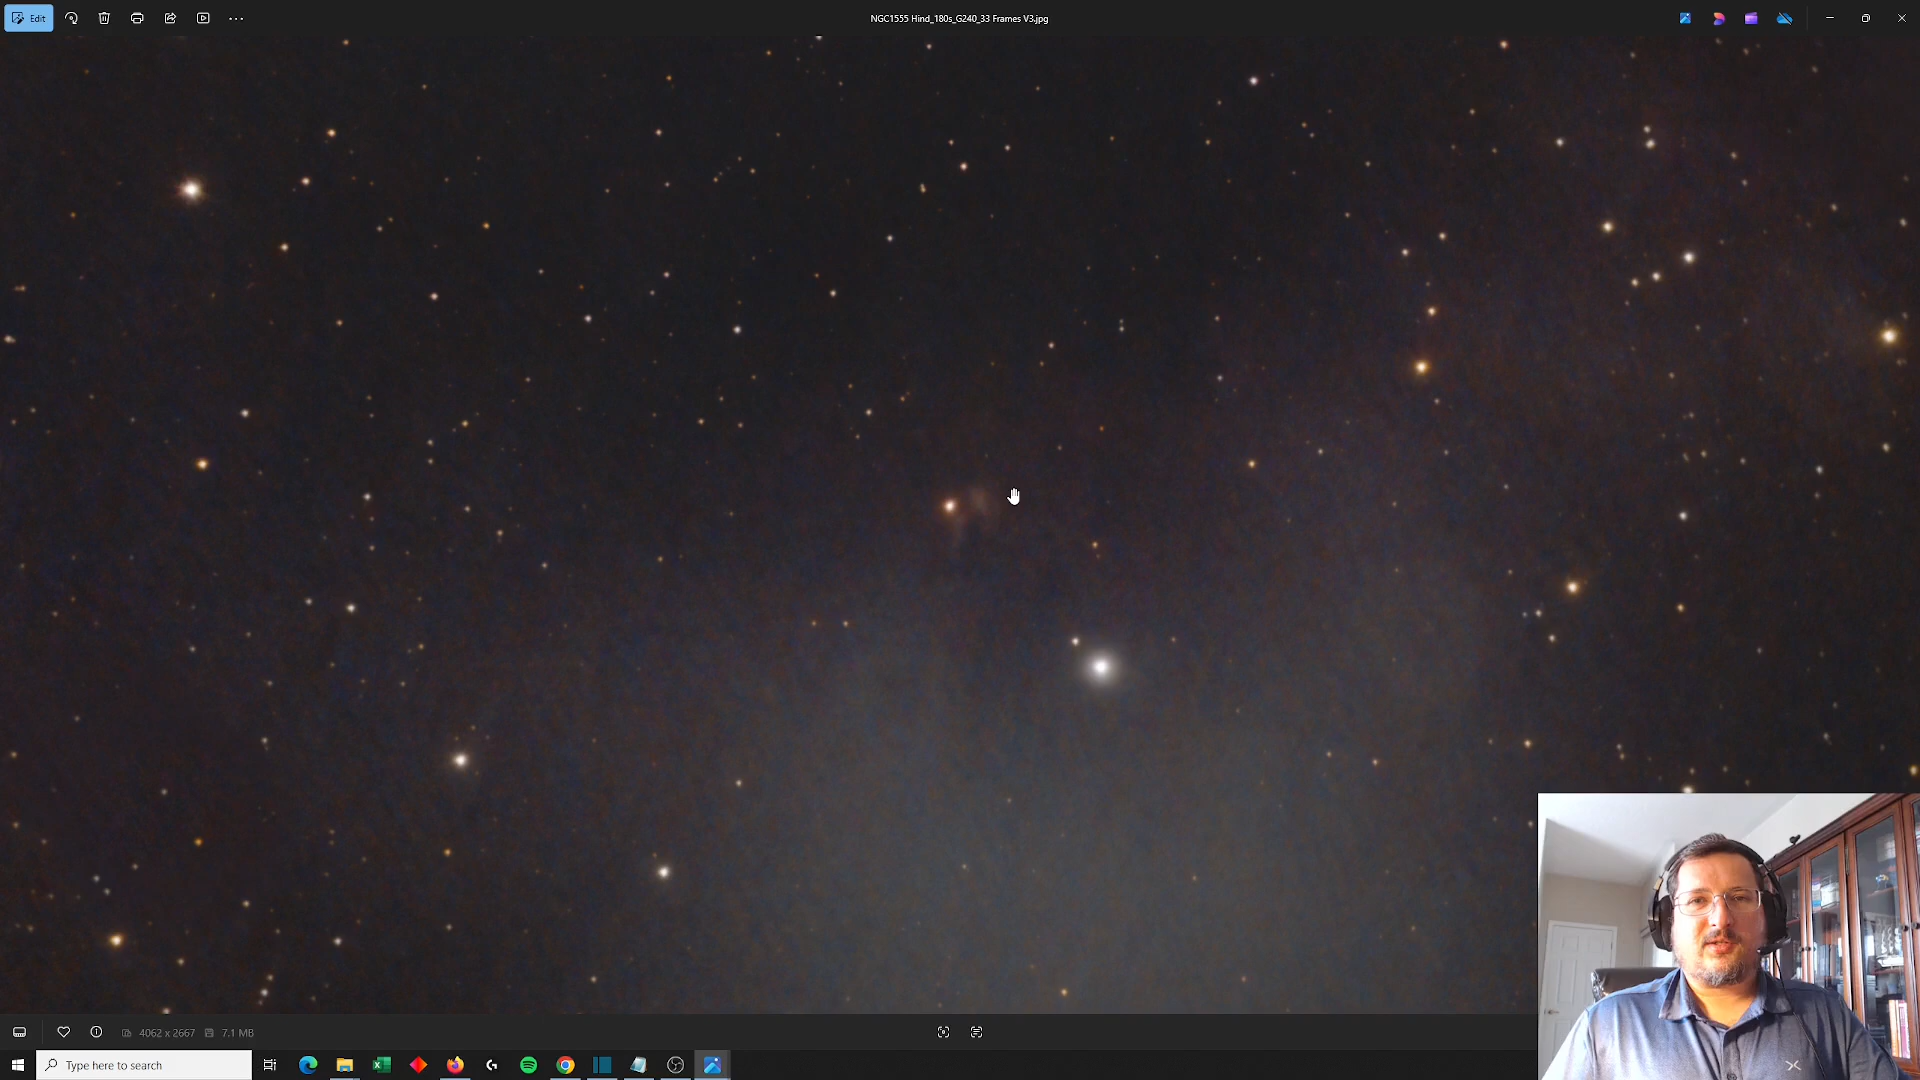 Edit
NGC1555 Hind_180s_G240_33 Frames V3.jpg
4062 x 2667 7.1 MB
Type here to search